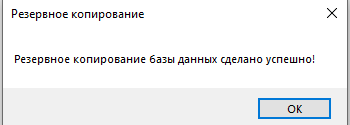 Резервное копирование
Резервное копирование базы данных сделано успешно!
OK